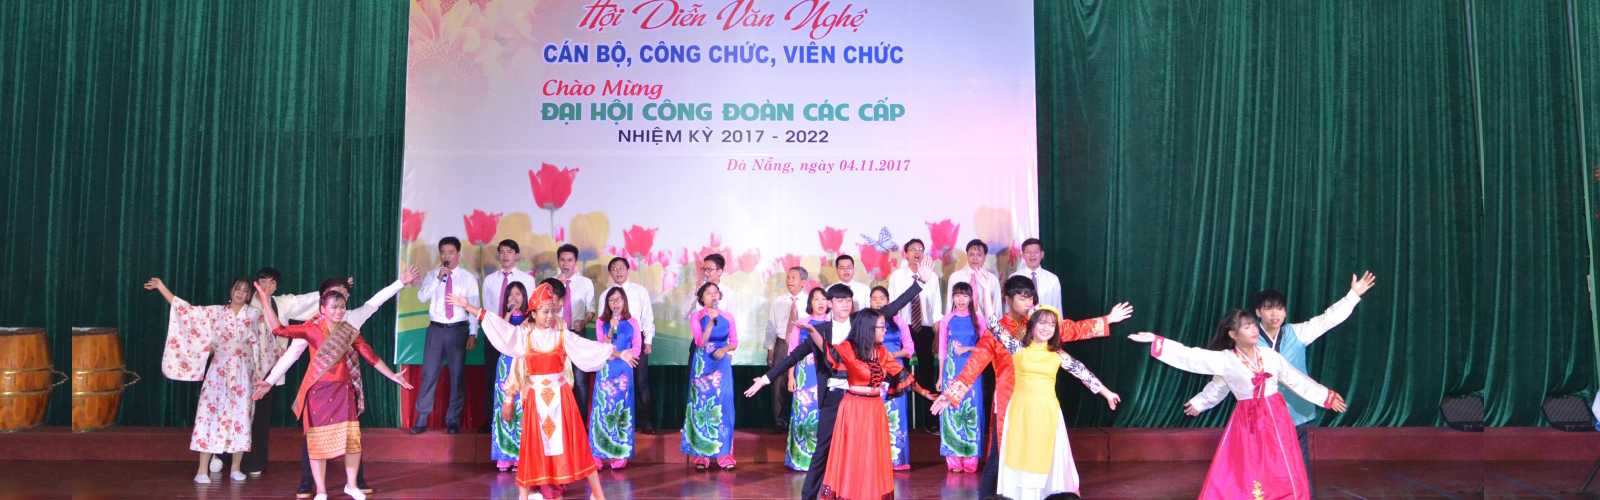 Hội Diễn Văn Nghệ
CÁN BỘ, CÔNG CHỨC, VIÊN CHỨC
Chào Mừng
ĐẠI HỘI CÔNG ĐOÀN CÁC CẤP
NHIỆM KỲ 2017 - 2022
Đà Nẵng, ngày 04.11.2017